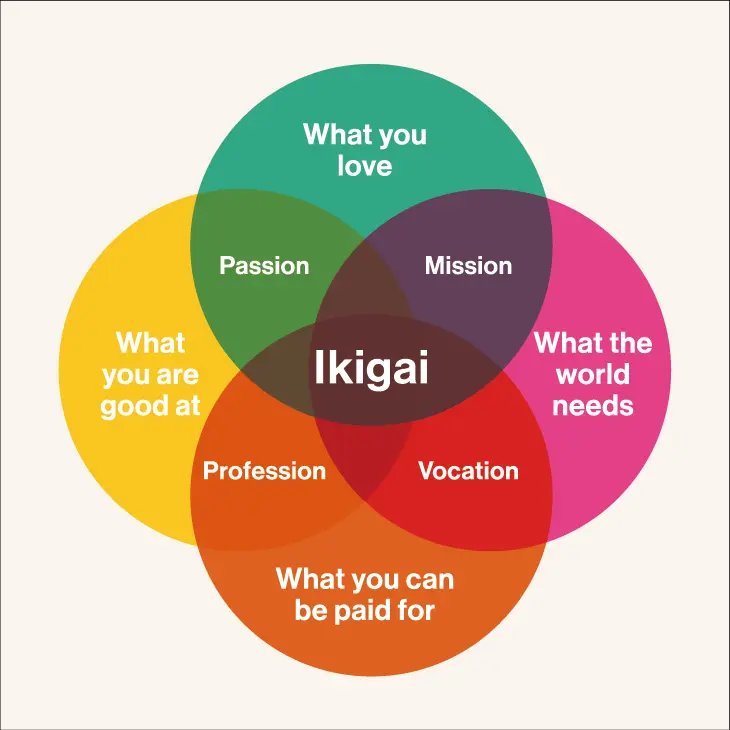 What you
love
Passion
Mission
What
you are
good at
Ikigai
What the
world
needs
Profession
Vocation
What you can
be paid for